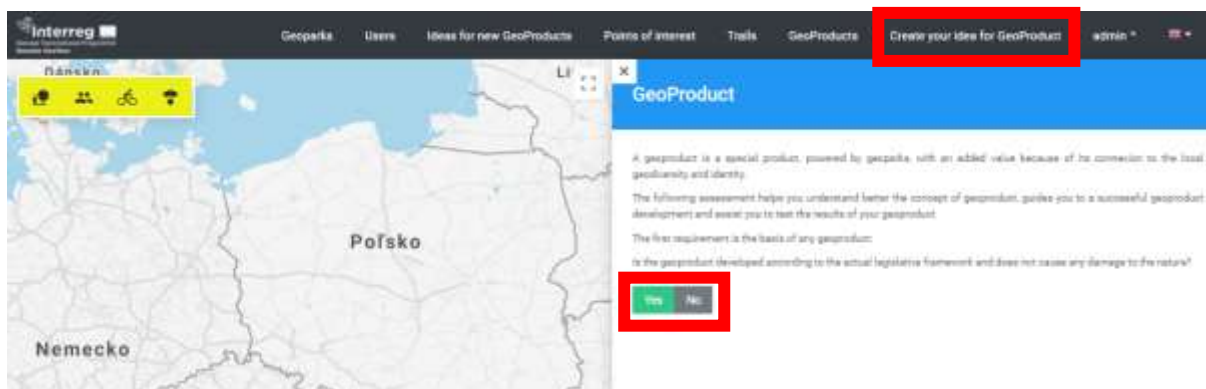 Interreg
Geoparks Users Ideas for new GeoProducts Points of interest Trails GeoProducts Create your idea for GeoProduct admin
Dánsko
GeoProduct
A geoproduct is a special product, powered by geoparks, with an added value because of its connecion to the local
geodiversity and identity.
The following assessment helps you understand better the concept of geoproduct, guides you to a successful geoproduct
development and assist you to test the results of your geoproduct.
The first requirement is the basis of any geoproduct:
Is the geoproduct developed according to the actual legislative framework and does not cause any damage to the nature?
Yes No
Poľsko
Nemecko